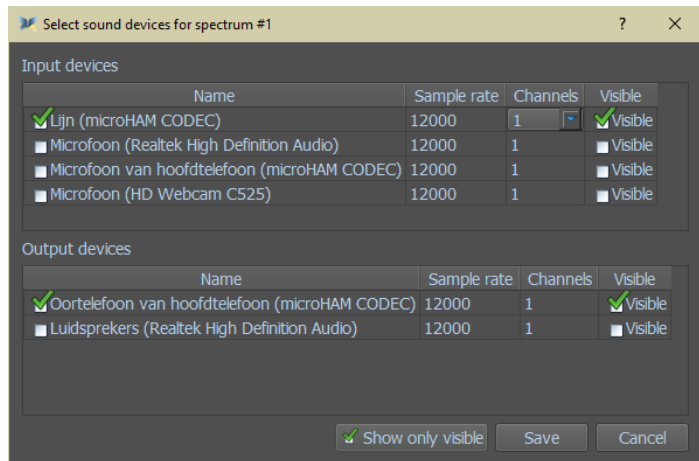 Select sound devices for spectrum #1 ? ×
Input devices
Name Sample rate Channels Visible
Lijn (microHAM CODEC) 12000 1 Visible
Microfoon (Realtek High Definition Audio) 12000 1 Visible
Microfoon van hoofdtelefoon (microHAM CODEC) 12000 1 Visible
Microfoon (HD Webcam C525) 12000 1 Visible
Output devices
Name Sample rate Channels Visible
Oortelefoon van hoofdtelefoon (microHAM CODEC) 12000 1 Visible
Luidsprekers (Realtek High Definition Audio) 12000 1 Visible
Show only visible Save Cancel